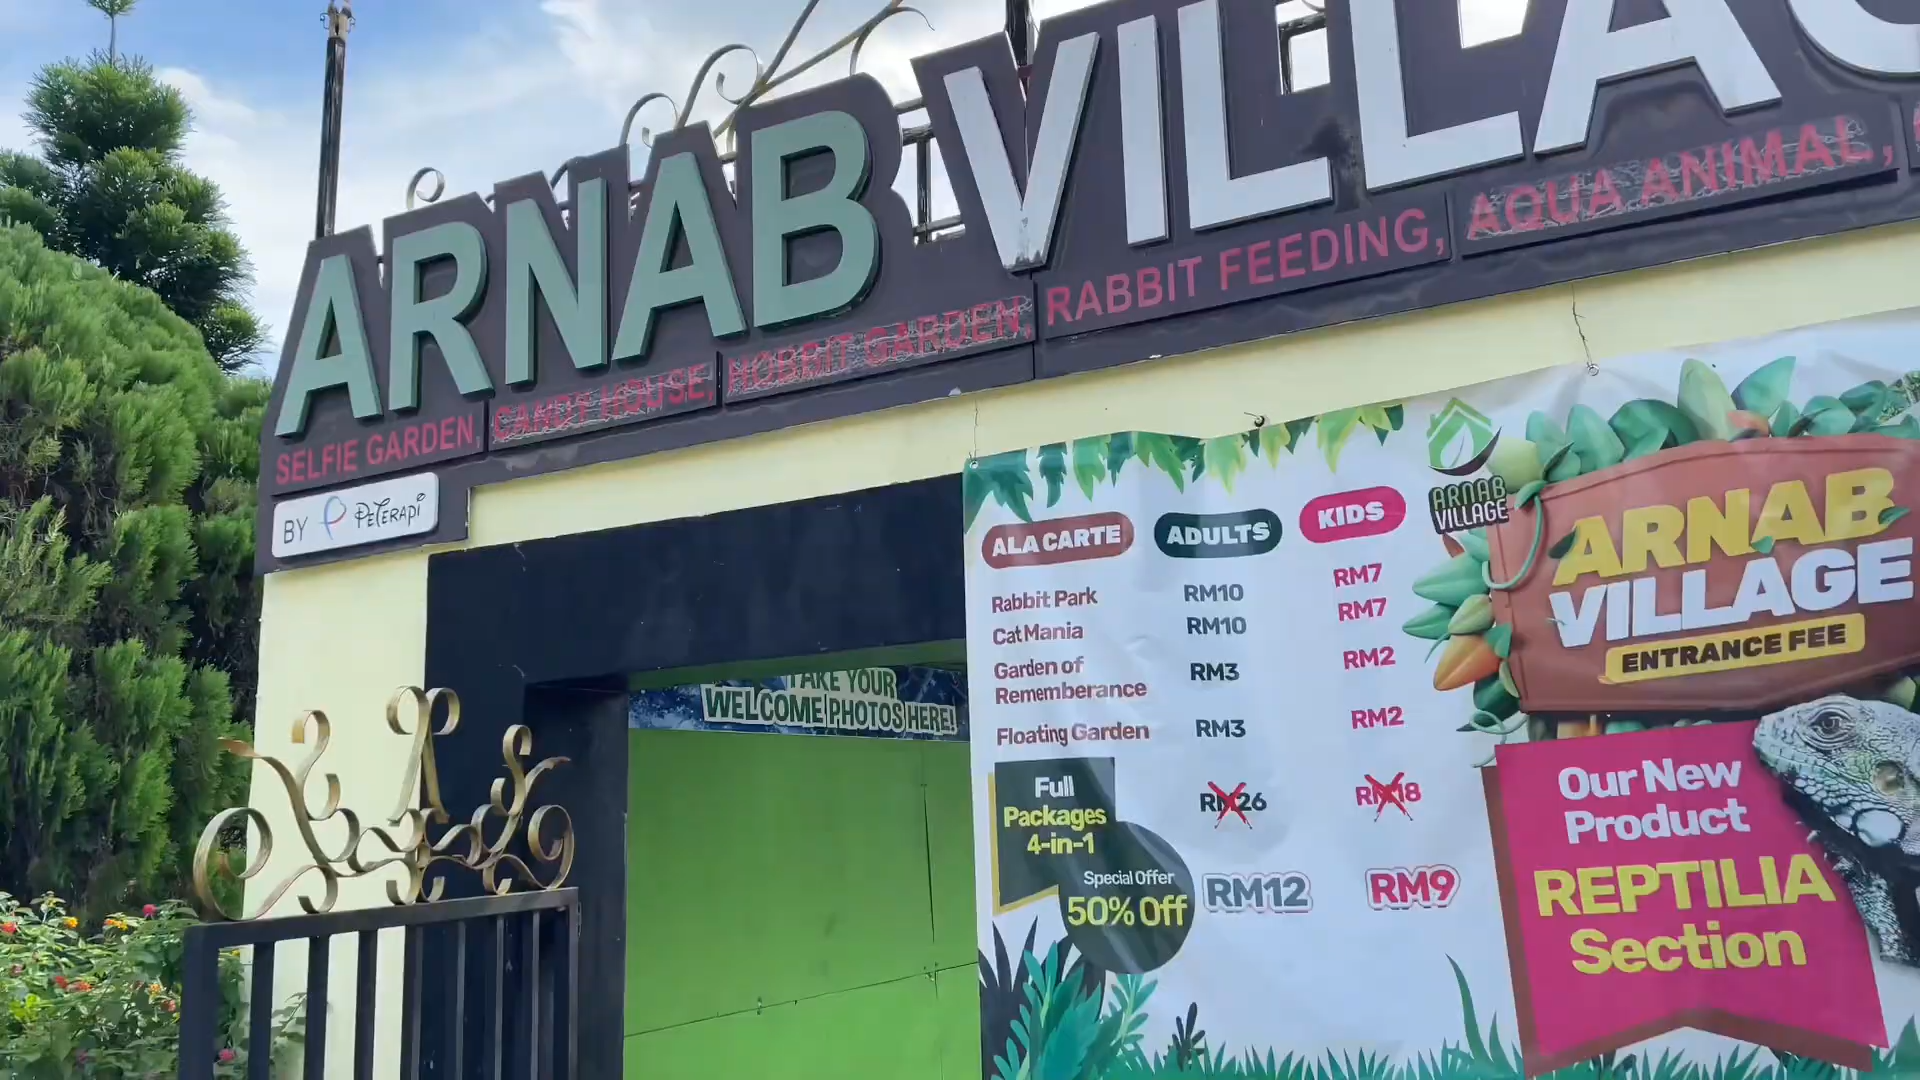 ARNAB VILLAG
SELFIE GARDEN, CANDY HOUSE, HOBBIT GARDEN, RABBIT FEEDING, AQUA ANIMAL,
BY PETERAPI
TAKE YOUR
WELCOME PHOTOS HERE!
ALA CARTE ADULTS KIDS
Rabbit Park RM10 RM7
Cat Mania RM10 RM7
Garden of
Rememberance RM3 RM2
Floating Garden RM3 RM2
Full
Packages
4-in-1
RM26 RM18
Special Offer
50% Off
RM12 RM9
ARNAB
VILLAGE
ARNAB
VILLAGE
ENTRANCE FEE
Our New
Product
REPTILIA
Section